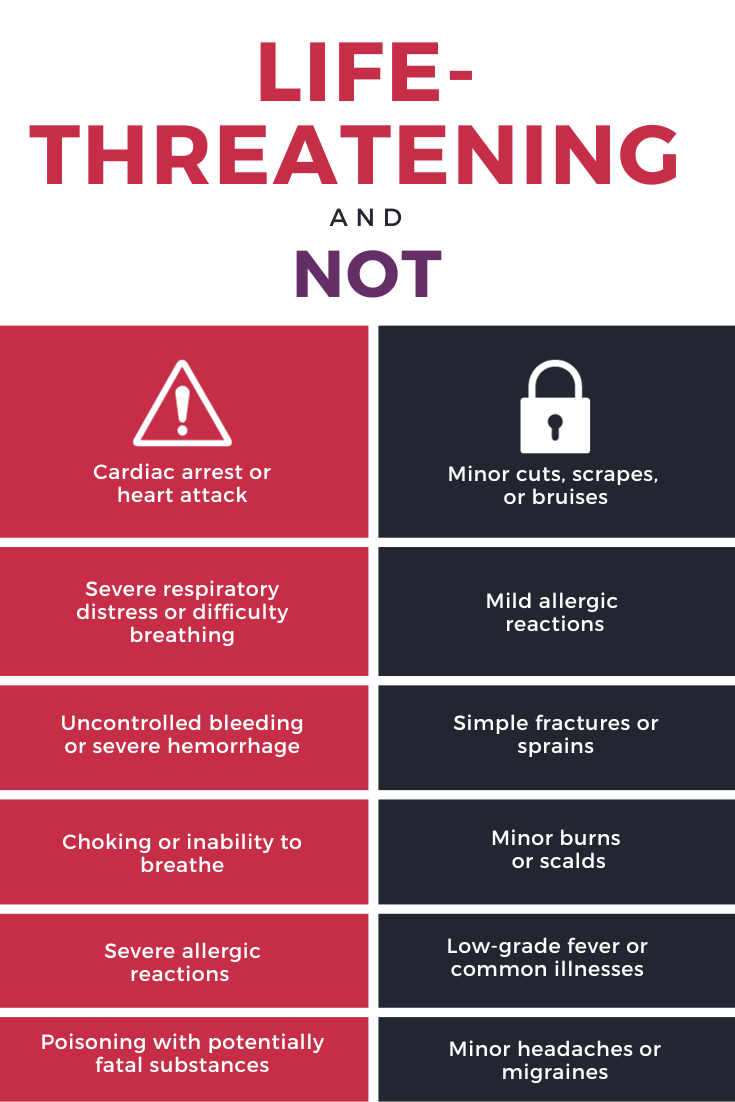 LIFE-
THREATENING
AND
NOT
Cardiac arrest or
heart attack
Minor cuts, scrapes,
or bruises
Severe respiratory
distress or difficulty
breathing
Mild allergic
reactions
Uncontrolled bleeding
or severe hemorrhage
Simple fractures or
sprains
Choking or inability to
breathe
Minor burns
or scalds
Severe allergic
reactions
Low-grade fever or
common illnesses
Poisoning with potentially
fatal substances
Minor headaches or
migraines